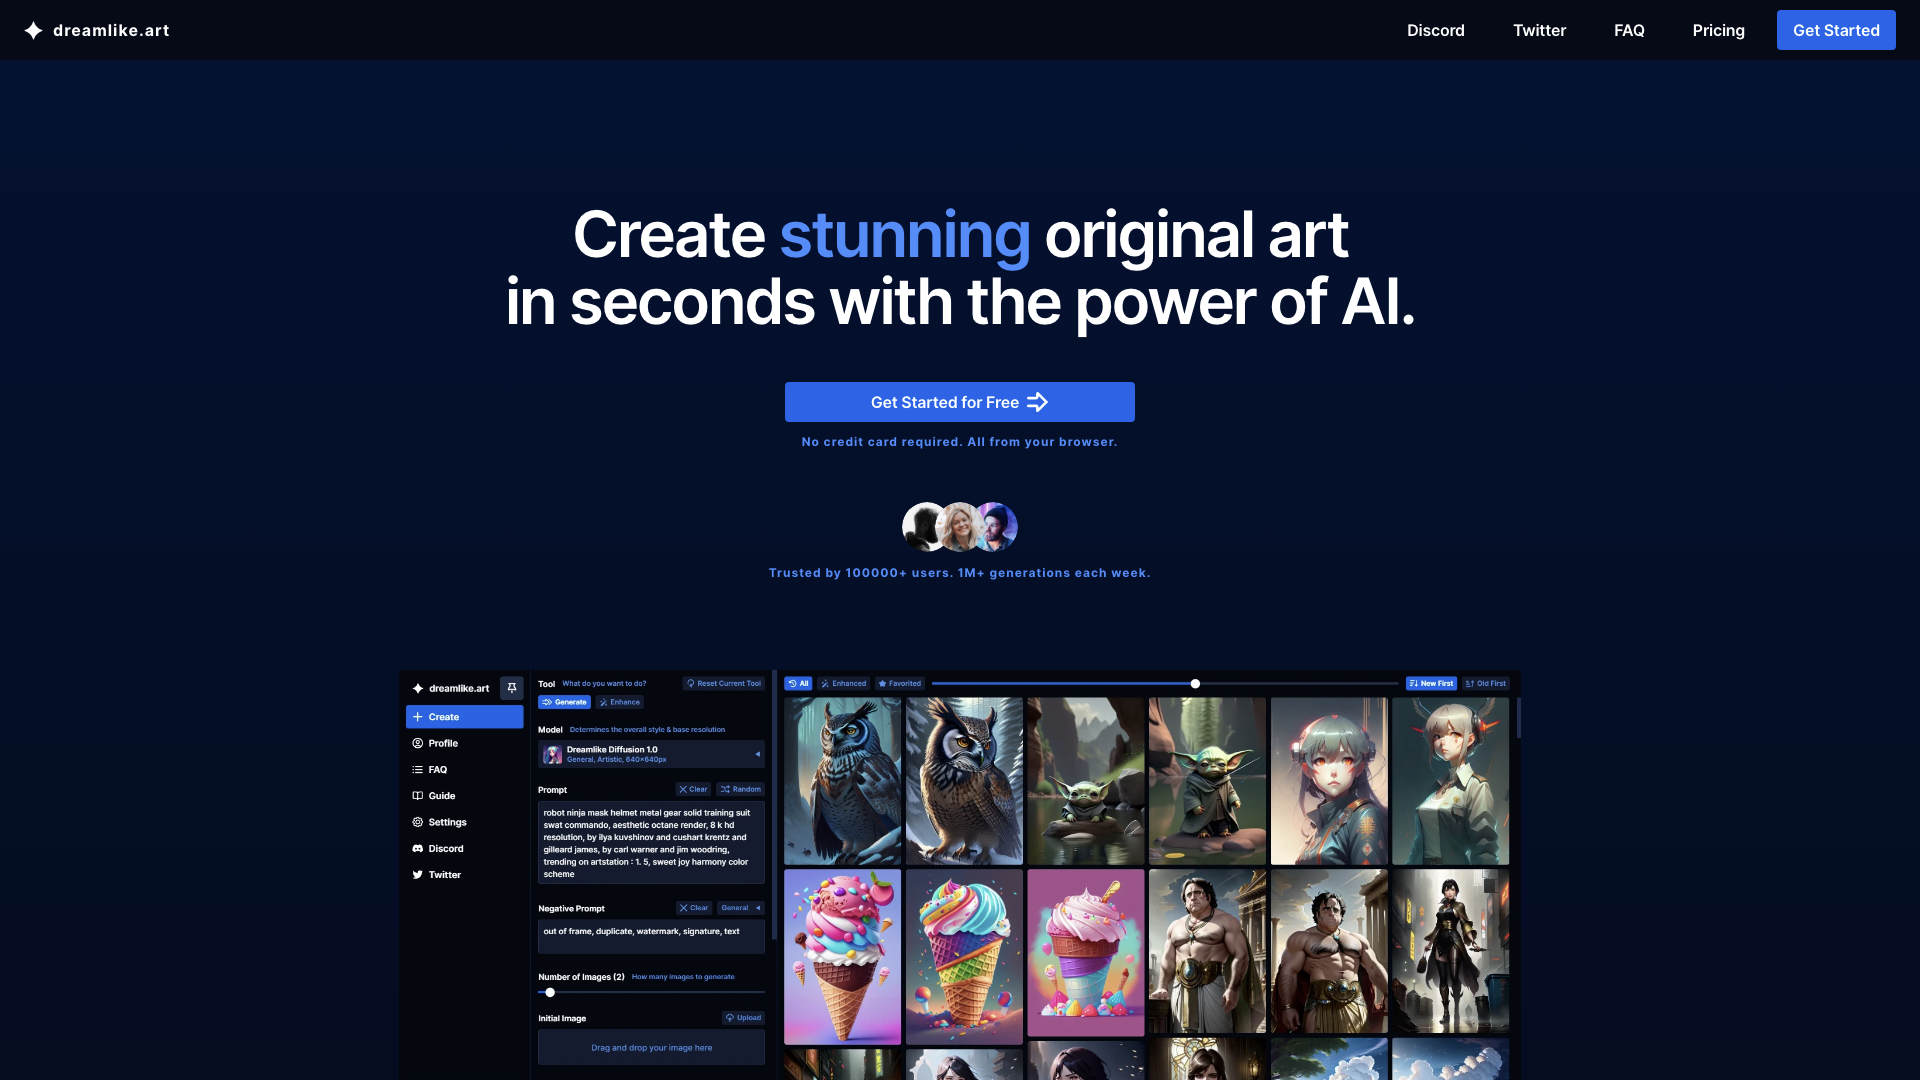 dreamlike.art
Discord
Twitter
FAQ
Pricing
Get Started
Create stunning original art
in seconds with the power of AI.
Get Started for Free
No credit card required. All from your browser.
Trusted by 100000+ users. 1M+ generations each week.
dreamlike.art
Create
Profile
FAQ
Guide
Settings
Discord
Twitter
Tool What do you want to do?
Reset Current Tool
Generate
Enhance
Model Determines the overall style & base resolution
Dreamlike Diffusion 1.0
General, Artistic, 640×640px
Prompt
Clear
Random
robot ninja mask helmet metal gear solid training suit
swat commando, aesthetic octane render, 8 k hd
resolution, by ilya kuvshinov and cushart krentz and
gilleard james, by carl warner and jim woodring,
trending on artstation : 1. 5, sweet joy harmony color
scheme
Negative Prompt
Clear
General
out of frame, duplicate, watermark, signature, text
Number of Images (2) How many images to generate
Initial Image
Upload
Drag and drop your image here
All
Enhanced
Favorited
New First
Old First